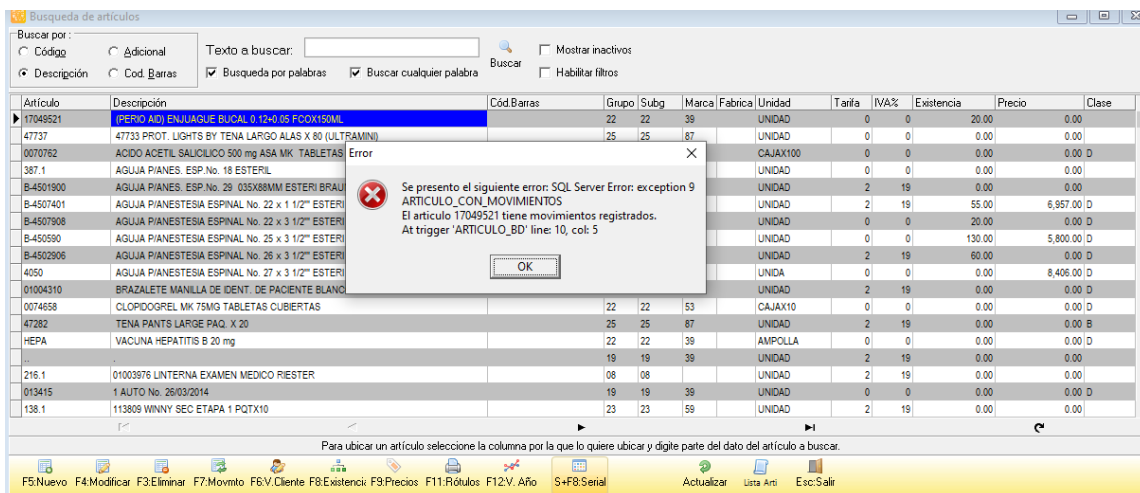 Busqueda de artículos
Buscar por :
Código Adicional Texto a buscar: Buscar Mostrar inactivos
Descripción Cod. Barras Busqueda por palabras Buscar cualquier palabra Habilitar filtros
Artículo Descripción Cód.Barras Grupo Subg Marca Fabrica Unidad Tarifa IVA% Existencia Precio Clase
17049521 (PERIO AID) ENJUAGUE BUCAL 0.12+0.05 FCOX150ML 22 22 39 UNIDAD 0 0 20.00 0.00
47737 47733 PROT. LIGHTS BY TENA LARGO ALAS X 80 (ULTRAMINI) 25 25 87 UNIDAD 0 0 0.00 0.00
0070762 ACIDO ACETIL SALICILICO 500 mg ASA MK TABLETAS CAJAX100 0 0 0.00 0.00 D
387.1 AGUJA P/ANES. ESP.No. 18 ESTERIL UNIDAD 0 0 0.00 0.00
B-4501900 AGUJA P/ANES. ESP.No. 29 035X88MM ESTERI BRAU UNIDAD 2 19 0.00 0.00
B-4507401 AGUJA P/ANESTESIA ESPINAL No. 22 x 1 1/2"" ESTERI UNIDAD 2 19 55.00 6,957.00 D
B-4507908 AGUJA P/ANESTESIA ESPINAL No. 22 x 3 1/2"" ESTERI UNIDAD 0 0 20.00 0.00 D
B-450590 AGUJA P/ANESTESIA ESPINAL No. 25 x 3 1/2"" ESTERI UNIDAD 0 0 130.00 5,800.00 D
B-4502906 AGUJA P/ANESTESIA ESPINAL No. 26 x 3 1/2"" ESTERI UNIDAD 2 19 60.00 0.00 D
4050 AGUJA P/ANESTESIA ESPINAL No. 27 x 3 1/2"" ESTERI UNIDA 0 0 0.00 8,406.00 D
01004310 BRAZALETE MANILLA DE IDENT. DE PACIENTE BLANC UNIDAD 2 19 0.00 0.00 D
0074658 CLOPIDOGREL MK 75MG TABLETAS CUBIERTAS 22 22 53 CAJAX10 0 0 0.00 0.00 D
47282 TENA PANTS LARGE PAQ. X 20 25 25 87 UNIDAD 2 19 0.00 0.00 B
HEPA VACUNA HEPATITIS B 20 mg 22 22 39 AMPOLLA 0 0 0.00 0.00 D
.. . 19 19 39 UNIDAD 2 19 0.00 0.00
216.1 01003976 LINTERNA EXAMEN MEDICO RIESTER 08 08 UNIDAD 2 19 0.00 0.00 D
013415 1 AUTO No. 26/03/2014 19 19 39 UNIDAD 0 0 0.00 0.00 D
138.1 113809 WINNY SEC ETAPA 1 PQTX10 23 23 59 UNIDAD 2 19 0.00 0.00
Error
Se presento el siguiente error: SQL Server Error: exception 9
ARTICULO_CON_MOVIMIENTOS
El articulo 17049521 tiene movimientos registrados.
At trigger 'ARTICULO_BD' line: 10, col: 5
OK
Para ubicar un artículo seleccione la columna por la que lo quiere ubicar y digite parte del dato del artículo a buscar.
F5:Nuevo F4:Modificar F3:Eliminar F7:Movmto F6:V.Cliente F8:Existencia F9:Precios F11:Rótulos F12:V. Año S+F8:Serial Actualizar Lista Arti Esc:Salir